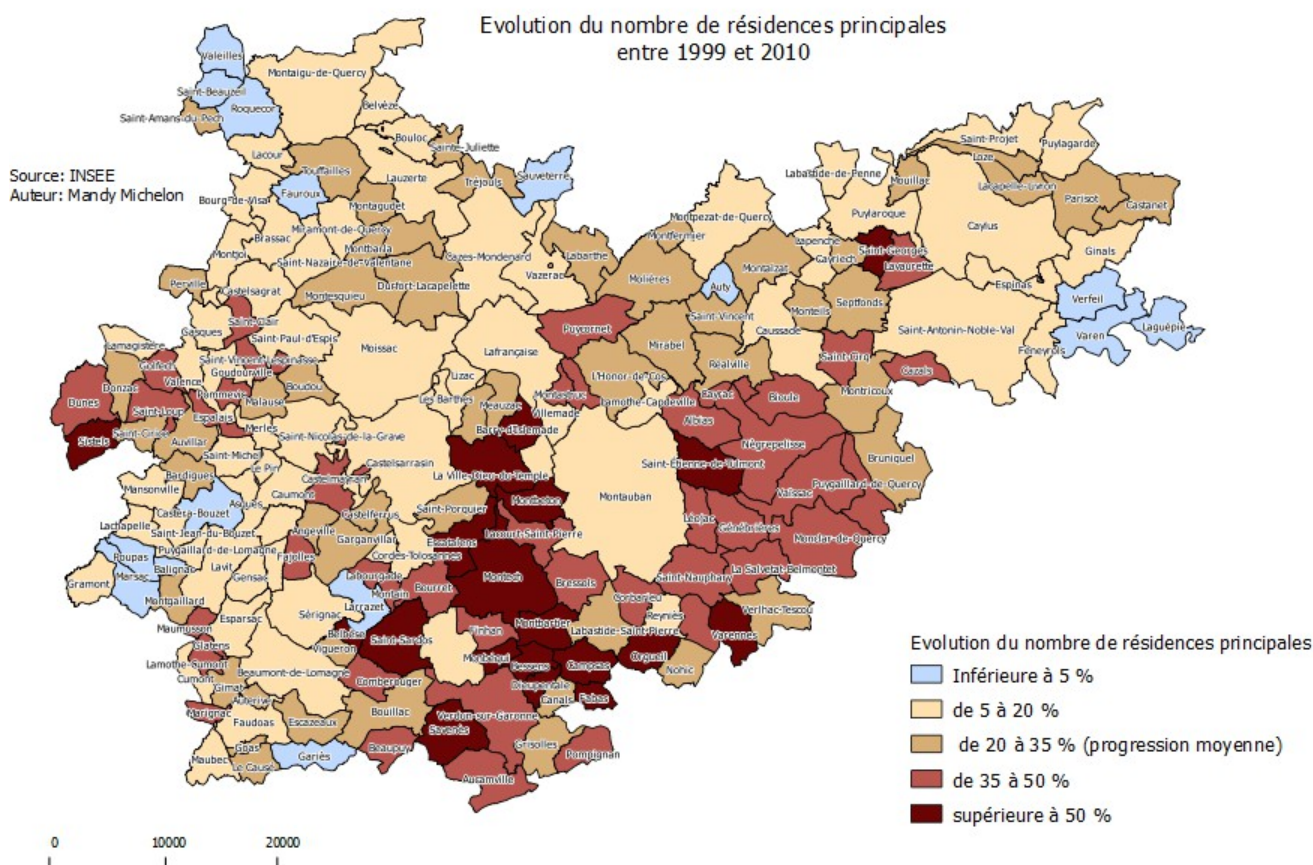 Evolution du nombre de résidences principales
entre 1999 et 2010
Source: INSEE
Auteur: Mandy Michelon
Valeilles
Saint-Beauzeil
Roquecor
Saint-Amans-du-Pech
Montaigu-de-Quercy
Belvèze
Bouloc
Sainte-Juliette
Lacour
Touffailles
Lauzerte
Tréjouls
Sauveterre
Fauroux
Bourg-de-Visa
Montagudet
Miramont-de-Quercy
Brassac
Montbarla
Montjoi
Saint-Nazaire-de-Valentane
Cazes-Mondenard
Durfort-Lacapelette
Vazerac
Labarthe
Perville
Castelsagrat
Montesquieu
Montpezat-de-Quercy
Montfermier
Molières
Auty
Montalzat
Labastide-de-Penne
Puylaroque
Mouillac
Saint-Projet
Loze
Lacapelle-Livron
Puylagarde
Parisot
Castanet
Caylus
Ginals
Lapenche
Cayriech
Saint-Georges
Lavaurette
Espinas
Verfeil
Varen
Laguépie
Saint-Vincent
Monteils
Septfonds
Caussade
Saint-Antonin-Noble-Val
Féneyrols
Saint-Clair
Gasques
Saint-Paul-d'Espis
Moissac
Lafrançaise
Puycornet
Mirabel
Réalville
Saint-Cirq
Cazals
Lamagistère
Golfech
Saint-Vincent-Lespinasse
Goudourville
Donzac
Valence
Pommevic
Boudou
Lizac
L'Honor-de-Cos
Montricoux
Dunes
Malause
Les Barthes
Meauzac
Montastruc
Villemade
Lamothe-Capdeville
Bioule
Saint-Loup
Espalais
Merles
Barry-d'Islemade
Albias
Sistels
Saint-Cirice
Auvillar
Saint-Nicolas-de-la-Grave
Nègrepelisse
Bruniquel
Saint-Michel
Le Pin
Castelsarrasin
La Ville-Dieu-du-Temple
Saint-Etienne-de-Tulmont
Bardigues
Castelmayran
Vaïssac
Puygaillard-de-Quercy
Mansonville
Caumont
Montbeton
Montauban
Castéra-Bouzet
Asques
Saint-Porquier
Léojac
Génébrières
Lachapelle
Saint-Jean-du-Bouzet
Angeville
Castelferrus
Garganvillar
Lacourt-Saint-Pierre
Escatalens
Monclar-de-Quercy
Poupas
Puygaillard-de-Lomagne
Balignac
Lavit
Fajolles
Cordes-Tolosannes
Gramont
Marsac
Gensac
Labourgade
Montain
Bourret
Montech
Bressols
Saint-Nauphary
La Salvetat-Belmontet
Montgaillard
Sérignac
Larrazet
Corbarieu
Reyniès
Verlhac-Tescou
Maumusson
Esparsac
Belbèse
Saint-Sardos
Finhan
Montbartier
Labastide-Saint-Pierre
Varennes
Glatens
Vigueron
Monbéqui
Bessens
Campsas
Orgueil
Nohic
Lamothe-Cumont
Cumont
Gimat
Beaumont-de-Lomagne
Comberouger
Dieupentale
Canals
Fabas
Marignac
Auterive
Faudoas
Escazeaux
Bouillac
Verdun-sur-Garonne
Savenès
Grisolles
Pompignan
Maubec
Goas
Le Causé
Gariès
Beaupuy
Aucamville
Evolution du nombre de résidences principales
Inférieure à 5 %
de 5 à 20 %
de 20 à 35 % (progression moyenne)
de 35 à 50 %
supérieure à 50 %
0 10000 20000